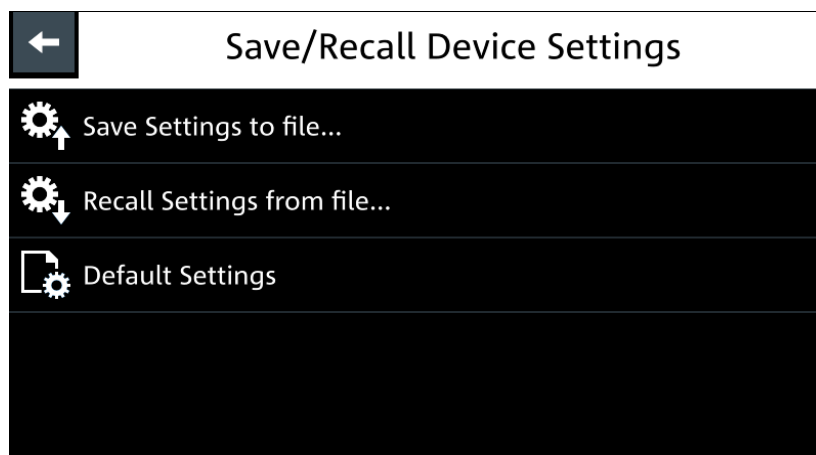 Save/Recall Device Settings
Save Settings to file...
Recall Settings from file...
Default Settings